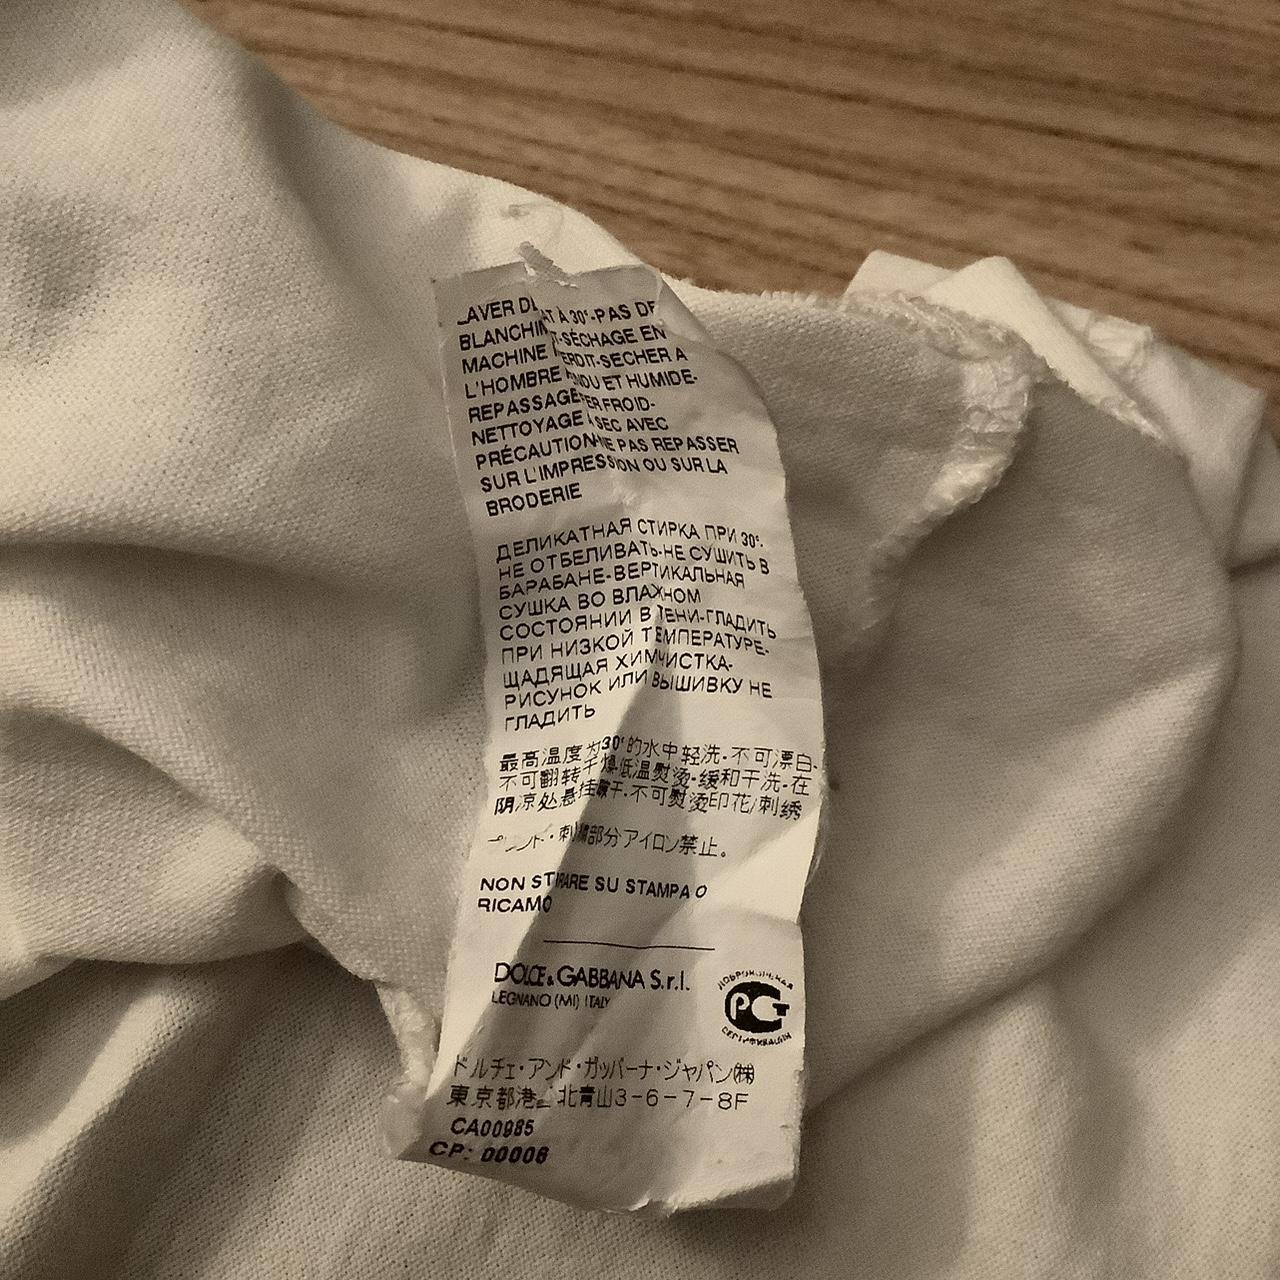 LAVER DÉLICAT À 30°-PAS DE
BLANCHIMENT-SÉCHAGE EN
MACHINE INTERDIT-SECHER A
L'HOMBRE ET HUMIDE-
REPASSAGE FER FROID-
NETTOYAGE A SEC AVEC
PRÉCAUTION-NE PAS REPASSER
SUR L'IMPRESSION OU SUR LA
BRODERIE
ДЕЛИКАТНАЯ СТИРКА ПРИ 30°-
НЕ ОТБЕЛИВАТЬ-НЕ СУШИТЬ В
БАРАБАНЕ-ВЕРТИКАЛЬНАЯ
СУШКА ВО ВЛАЖНОМ
СОСТОЯНИИ В ТЕНИ-ГЛАДИТЬ
ПРИ НИЗКОЙ ТЕМПЕРАТУРЕ-
ЩАДЯЩАЯ ХИМЧИСТКА-
РИСУНОК ИЛИ ВЫШИВКУ НЕ
ГЛАДИТЬ
最高温度为30°的水中轻洗-不可漂白-
不可翻转干燥低温熨烫-缓和干洗-在
阴凉处悬挂晾干-不可熨烫印花/刺绣
プリント・刺繍部分アイロン禁止。
NON STIRARE SU STAMPA O
RICAMO
DOLCE & GABBANA S.r.l.
LEGNANO (MI) ITALY
ДОБРОВОЛЬНАЯ
РСТ
СЕРТИФИКАЦИЯ
ドルチェ・アンド・ガッバーナ・ジャパン㈱
東京都港区北青山3-6-7-8F
CA00985
CP: 00006